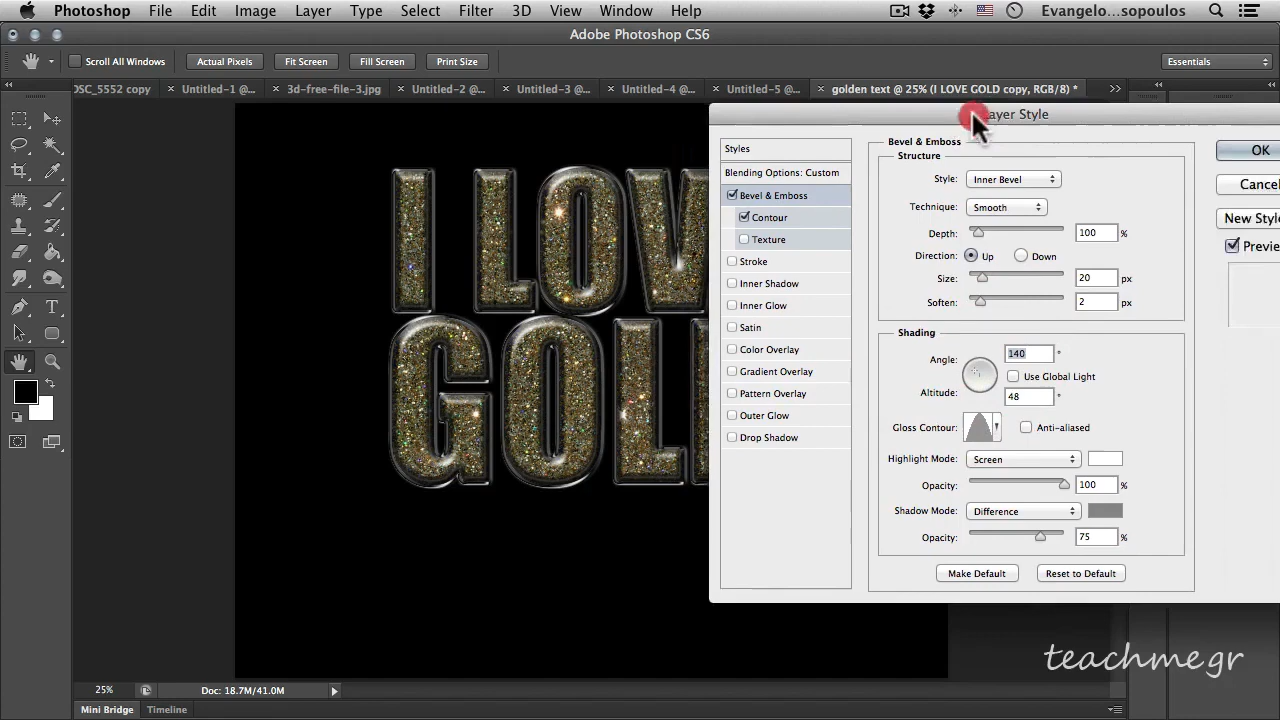 Photoshop File Edit Image Layer Type Select Filter 3D View Window Help Evangelo...sopoulos
Adobe Photoshop CS6
Scroll All Windows Actual Pixels Fit Screen Fill Screen Print Size Essentials
DSC_5552 copy Untitled-1 @... 3d-free-file-3.jpg Untitled-2 @... Untitled-3 @... Untitled-4 @... Untitled-5 @... golden text @ 25% (I LOVE GOLD copy, RGB/8) *
Layer Style
I LOV
GOL
Styles
Blending Options: Custom
Bevel & Emboss
Contour
Texture
Stroke
Inner Shadow
Inner Glow
Satin
Color Overlay
Gradient Overlay
Pattern Overlay
Outer Glow
Drop Shadow
Bevel & Emboss
Structure
Style: Inner Bevel
Technique: Smooth
Depth: 100 %
Direction: Up Down
Size: 20 px
Soften: 2 px
Shading
Angle: 140 °
Use Global Light
Altitude: 48 °
Gloss Contour: Anti-aliased
Highlight Mode: Screen
Opacity: 100 %
Shadow Mode: Difference
Opacity: 75 %
Make Default Reset to Default
OK
Cancel
New Style
Preview
teachme.gr
25% Doc: 18.7M/41.0M
Mini Bridge Timeline